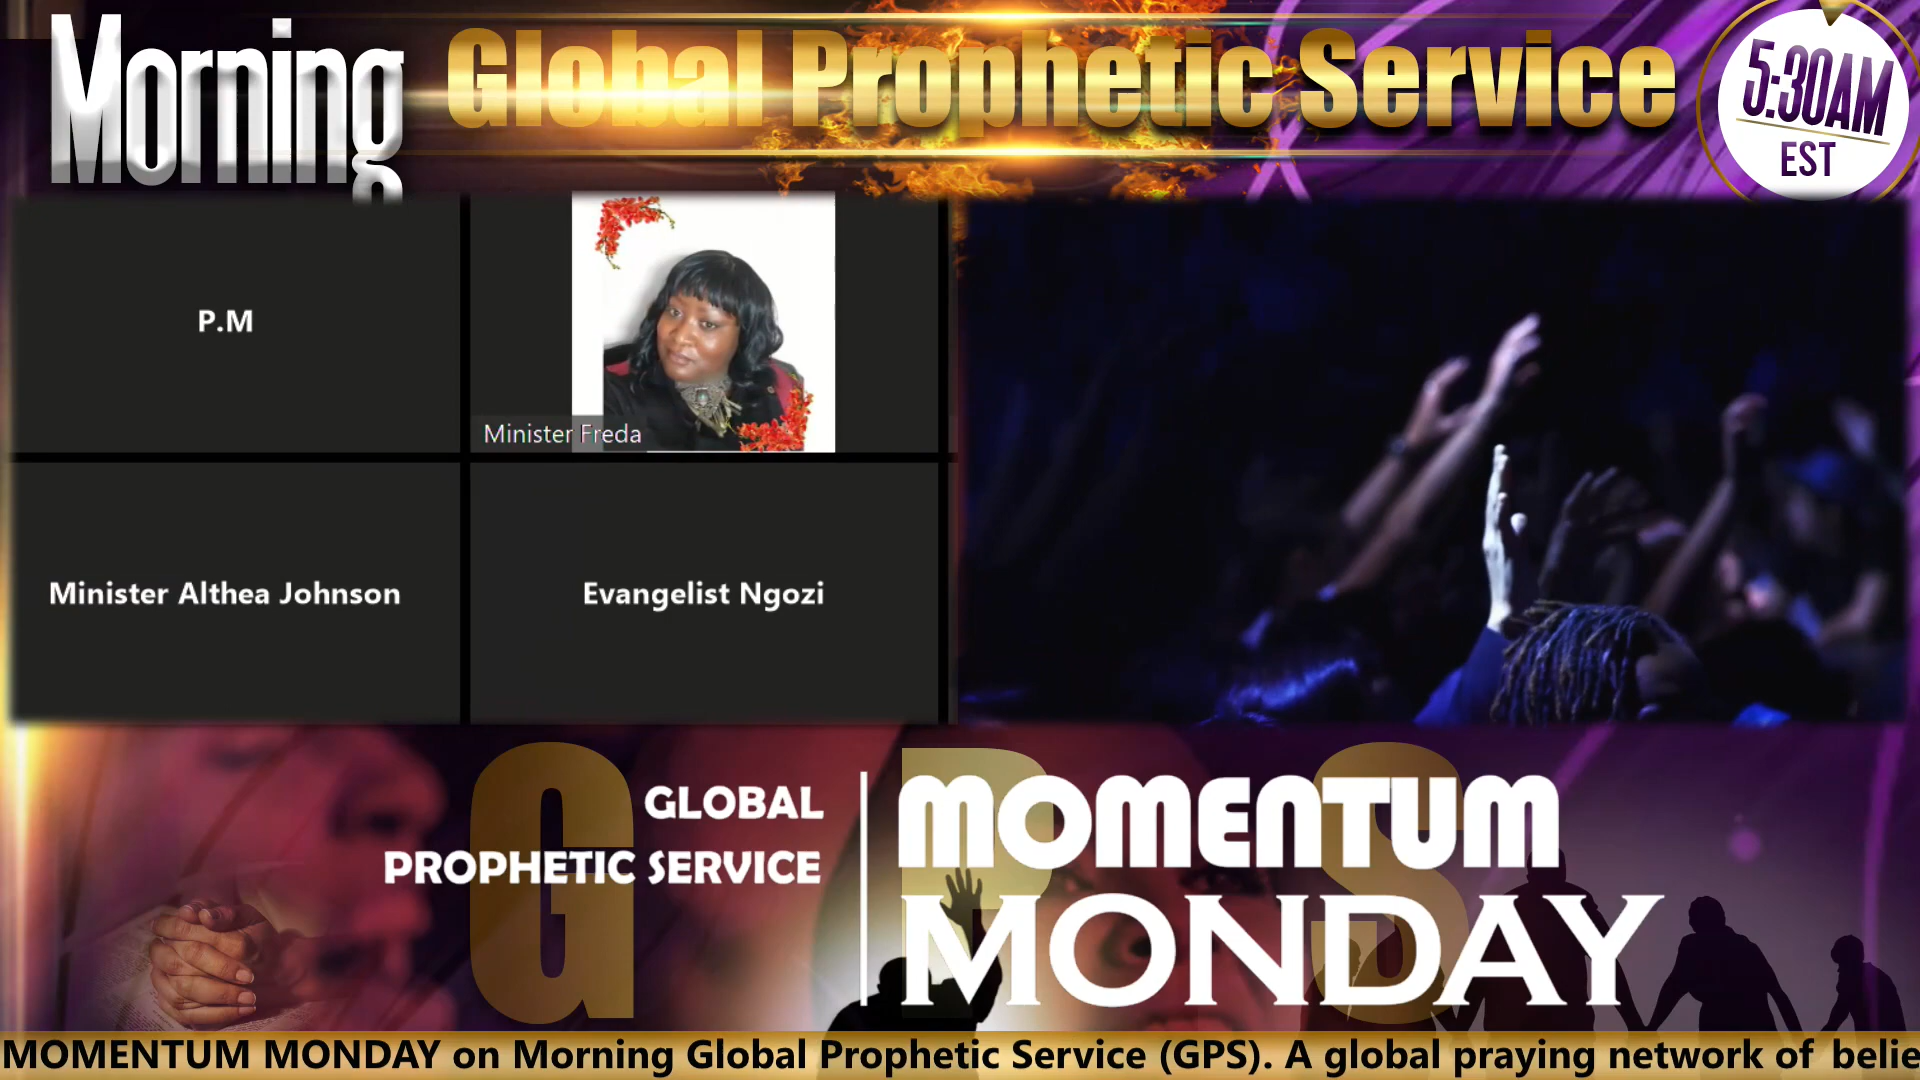 Morning
Global Prophetic Service
5:30AM
EST
P.M
Minister Freda
Minister Althea Johnson
Evangelist Ngozi
G P S
GLOBAL
PROPHETIC SERVICE
MOMENTUM
MONDAY
MOMENTUM MONDAY on Morning Global Prophetic Service (GPS). A global praying network of belie